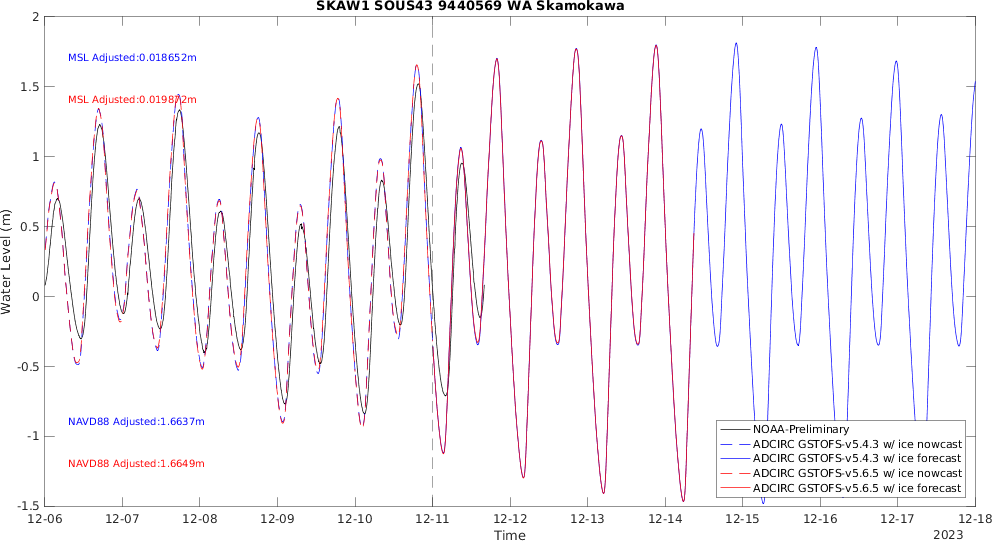 SKAW1 SOUS43 9440569 WA Skamokawa
2
1.5
1
0.5
0
-0.5
-1
-1.5
Water Level (m)
MSL Adjusted:0.018652m
MSL Adjusted:0.019872m
NAVD88 Adjusted:1.6637m
NAVD88 Adjusted:1.6649m
NOAA-Preliminary
ADCIRC GSTOFS-v5.4.3 w/ ice nowcast
ADCIRC GSTOFS-v5.4.3 w/ ice forecast
ADCIRC GSTOFS-v5.6.5 w/ ice nowcast
ADCIRC GSTOFS-v5.6.5 w/ ice forecast
12-06 12-07 12-08 12-09 12-10 12-11 12-12 12-13 12-14 12-15 12-16 12-17 12-18
Time
2023